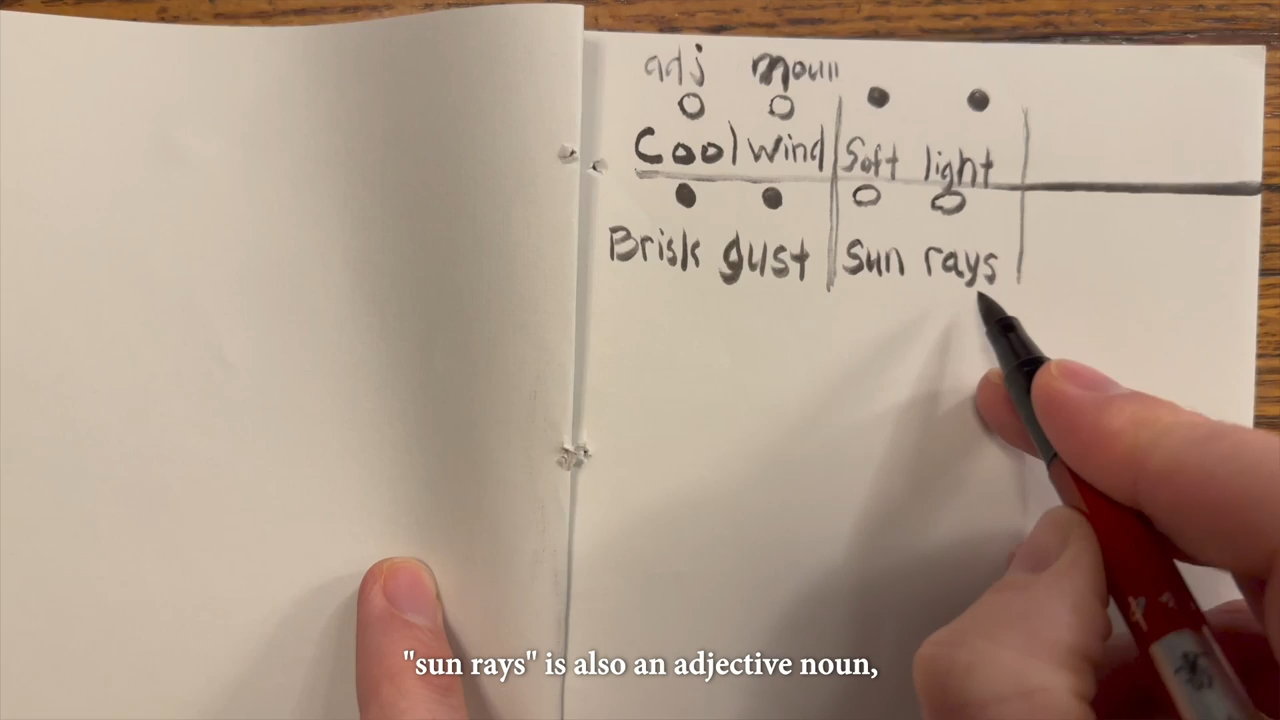 adj noun
Cool wind Soft light
Brisk gust Sun rays
"sun rays" is also an adjective noun,